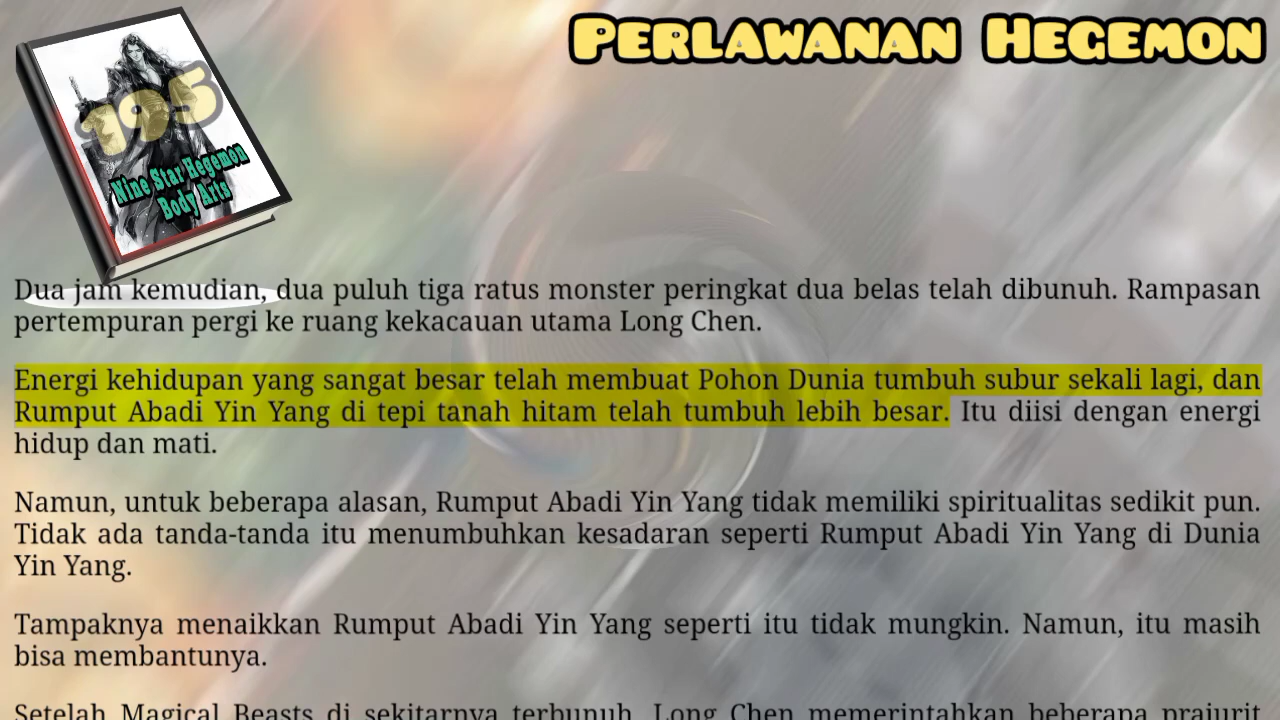 PERLAWANAN HEGEMON
195
Nine Star Hegemon
Body Arts
Dua jam kemudian, dua puluh tiga ratus monster peringkat dua belas telah dibunuh. Rampasan
pertempuran pergi ke ruang kekacauan utama Long Chen.
Energi kehidupan yang sangat besar telah membuat Pohon Dunia tumbuh subur sekali lagi, dan
Rumput Abadi Yin Yang di tepi tanah hitam telah tumbuh lebih besar. Itu diisi dengan energi
hidup dan mati.
Namun, untuk beberapa alasan, Rumput Abadi Yin Yang tidak memiliki spiritualitas sedikit pun.
Tidak ada tanda-tanda itu menumbuhkan kesadaran seperti Rumput Abadi Yin Yang di Dunia
Yin Yang.
Tampaknya menaikkan Rumput Abadi Yin Yang seperti itu tidak mungkin. Namun, itu masih
bisa membantunya.
Setelah Magical Beasts di sekitarnya terbunuh, Long Chen memerintahkan beberapa prajurit